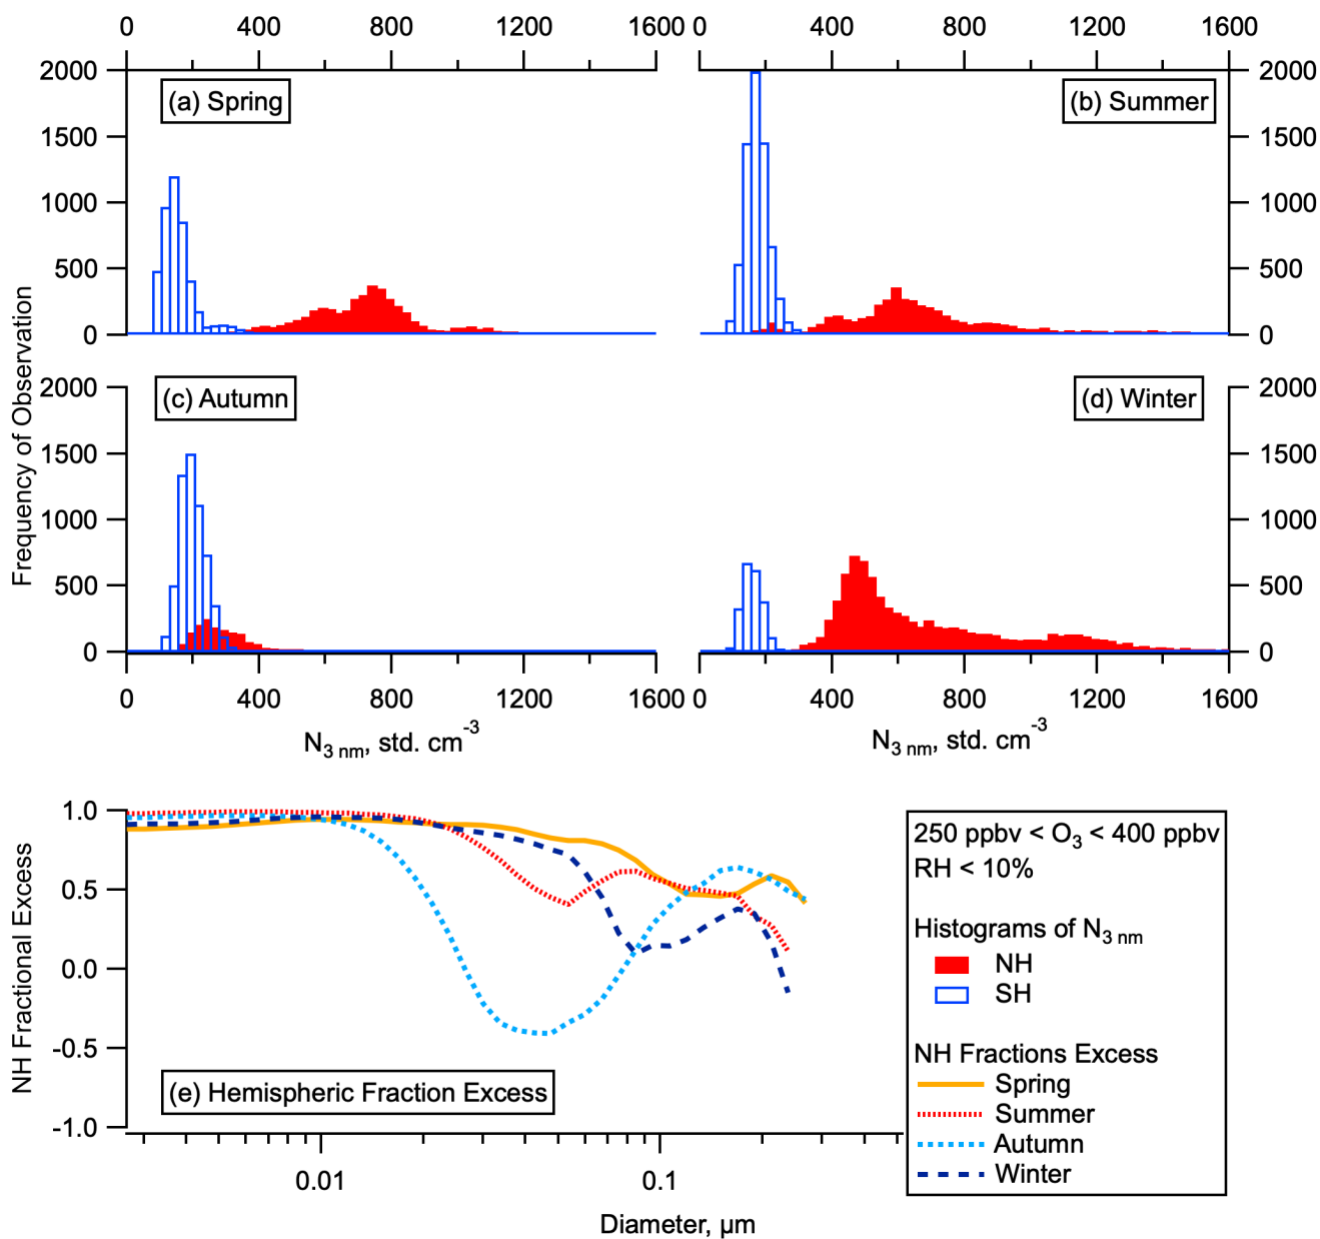 0 400 800 1200 1600 0 400 800 1200 1600
2000 (a) Spring (b) Summer 2000
1500 1500
1000 1000
500 500
0 0
Frequency of Observation
2000 (c) Autumn (d) Winter 2000
1500 1500
1000 1000
500 500
0 0
0 400 800 1200 1600 0 400 800 1200 1600
N3 nm, std. cm-3 N3 nm, std. cm-3
NH Fractional Excess
1.0
0.5
0.0
-0.5
-1.0
(e) Hemispheric Fraction Excess
0.01 0.1
Diameter, µm
250 ppbv < O3 < 400 ppbv
RH < 10%
Histograms of N3 nm
NH
SH
NH Fractions Excess
Spring
Summer
Autumn
Winter